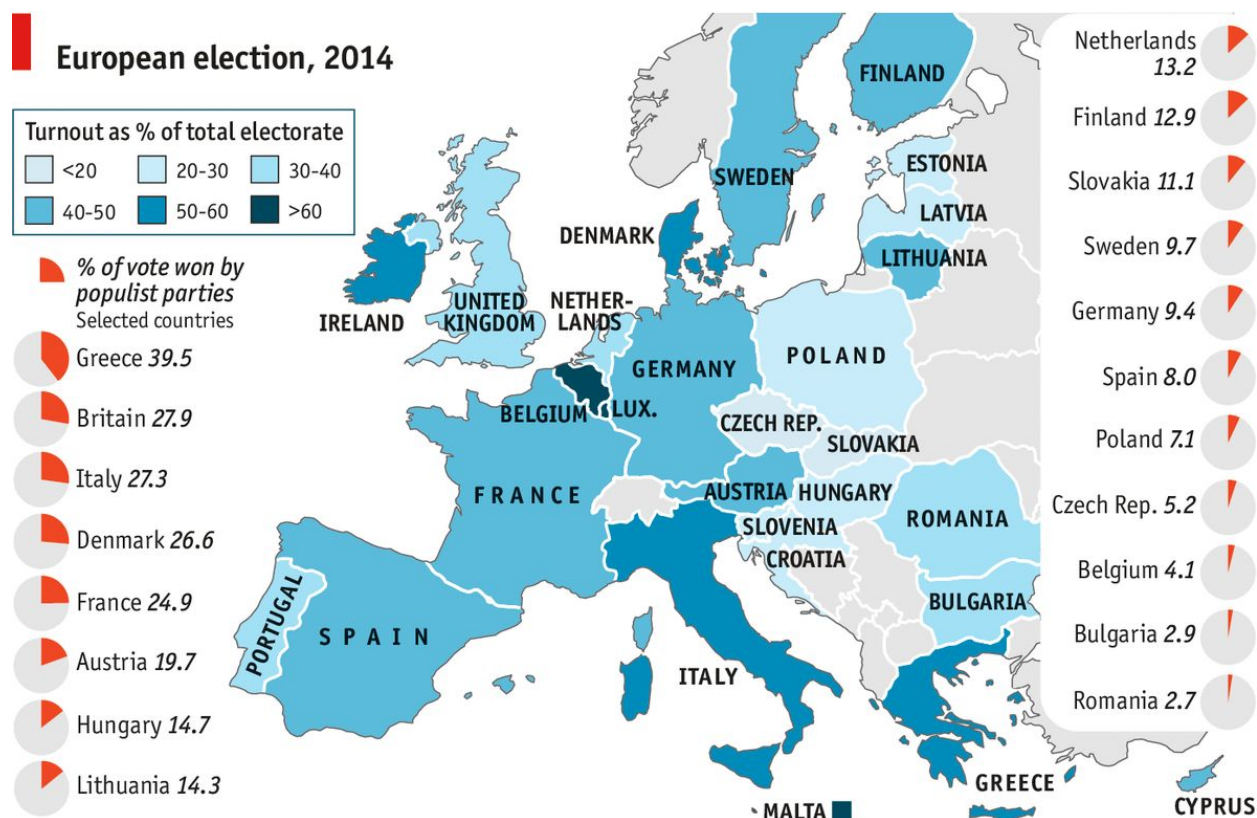 European election, 2014
Turnout as % of total electorate
<20
20-30
30-40
40-50
50-60
>60
% of vote won by
populist parties
Selected countries
Greece 39.5
Britain 27.9
Italy 27.3
Denmark 26.6
France 24.9
Austria 19.7
Hungary 14.7
Lithuania 14.3
Netherlands
13.2
Finland 12.9
Slovakia 11.1
Sweden 9.7
Germany 9.4
Spain 8.0
Poland 7.1
Czech Rep. 5.2
Belgium 4.1
Bulgaria 2.9
Romania 2.7
FINLAND
ESTONIA
SWEDEN
LATVIA
DENMARK
LITHUANIA
IRELAND
UNITED
KINGDOM
NETHER-
LANDS
POLAND
GERMANY
BELGIUM
LUX.
CZECH REP.
SLOVAKIA
FRANCE
AUSTRIA
HUNGARY
SLOVENIA
ROMANIA
CROATIA
BULGARIA
PORTUGAL
SPAIN
ITALY
GREECE
MALTA
CYPRUS